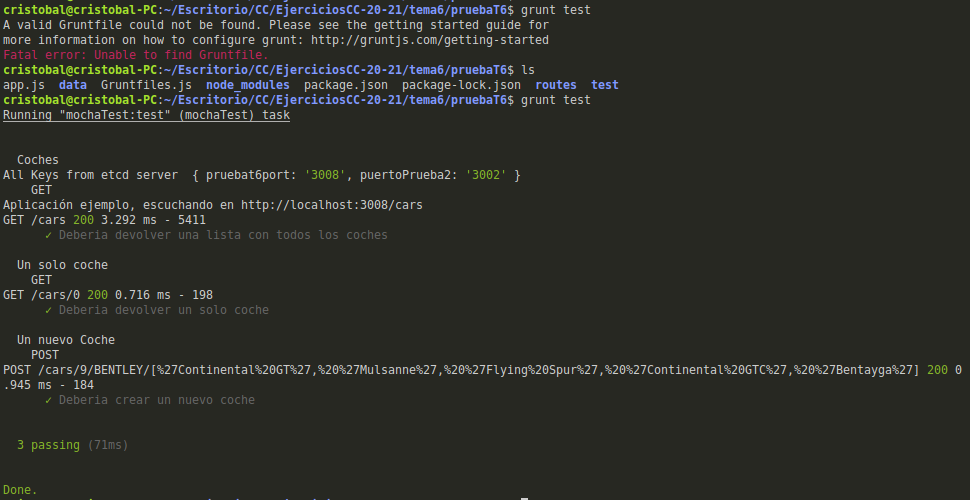 cristobal@cristobal-PC:~/Escritorio/CC/EjerciciosCC-20-21/tema6/pruebaT6$ grunt test
A valid Gruntfile could not be found. Please see the getting started guide for
more information on how to configure grunt: http://gruntjs.com/getting-started
Fatal error: Unable to find Gruntfile.
cristobal@cristobal-PC:~/Escritorio/CC/EjerciciosCC-20-21/tema6/pruebaT6$ ls
app.js  data  Gruntfiles.js  node_modules  package.json  package-lock.json  routes  test
cristobal@cristobal-PC:~/Escritorio/CC/EjerciciosCC-20-21/tema6/pruebaT6$ grunt test
Running "mochaTest:test" (mochaTest) task
  Coches
All Keys from etcd server  { pruebat6port: '3008', puertoPrueba2: '3002' }
    GET
Aplicación ejemplo, escuchando en http://localhost:3008/cars
GET /cars 200 3.292 ms - 5411
      ✓ Deberia devolver una lista con todos los coches
  Un solo coche
    GET
GET /cars/0 200 0.716 ms - 198
      ✓ Deberia devolver un solo coche
  Un nuevo Coche
    POST
POST /cars/9/BENTLEY/[%27Continental%20GT%27,%20%27Mulsanne%27,%20%27Flying%20Spur%27,%20%27Continental%20GTC%27,%20%27Bentayga%27] 200 0
.945 ms - 184
      ✓ Deberia crear un nuevo coche
  3 passing (71ms)
Done.